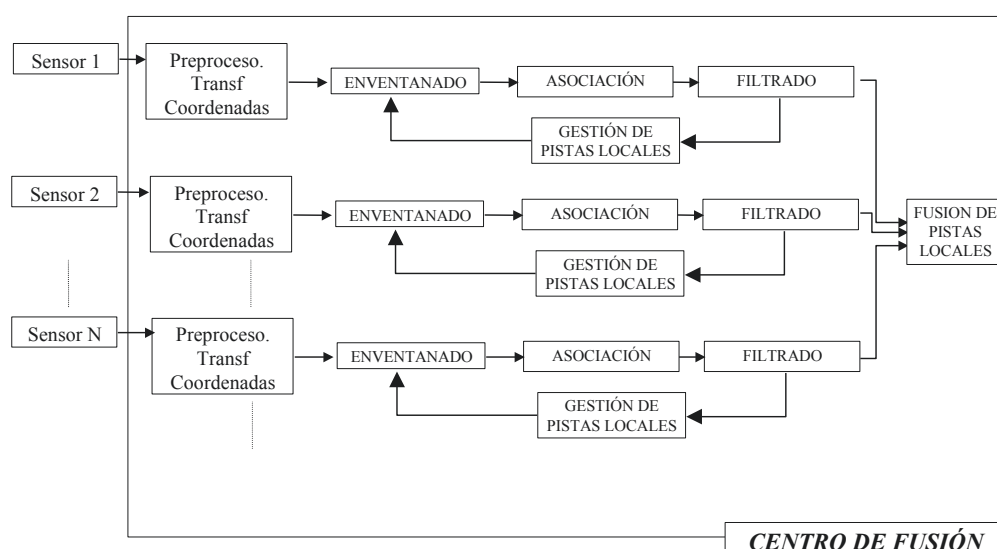 Sensor 1
Preproceso.
Transf
Coordenadas
ENVENTANADO
ASOCIACIÓN
FILTRADO
GESTIÓN DE
PISTAS LOCALES
Sensor 2
Preproceso.
Transf
Coordenadas
ENVENTANADO
ASOCIACIÓN
FILTRADO
GESTIÓN DE
PISTAS LOCALES
FUSION DE
PISTAS
LOCALES
Sensor N
Preproceso.
Transf
Coordenadas
ENVENTANADO
ASOCIACIÓN
FILTRADO
GESTIÓN DE
PISTAS LOCALES
CENTRO DE FUSIÓN